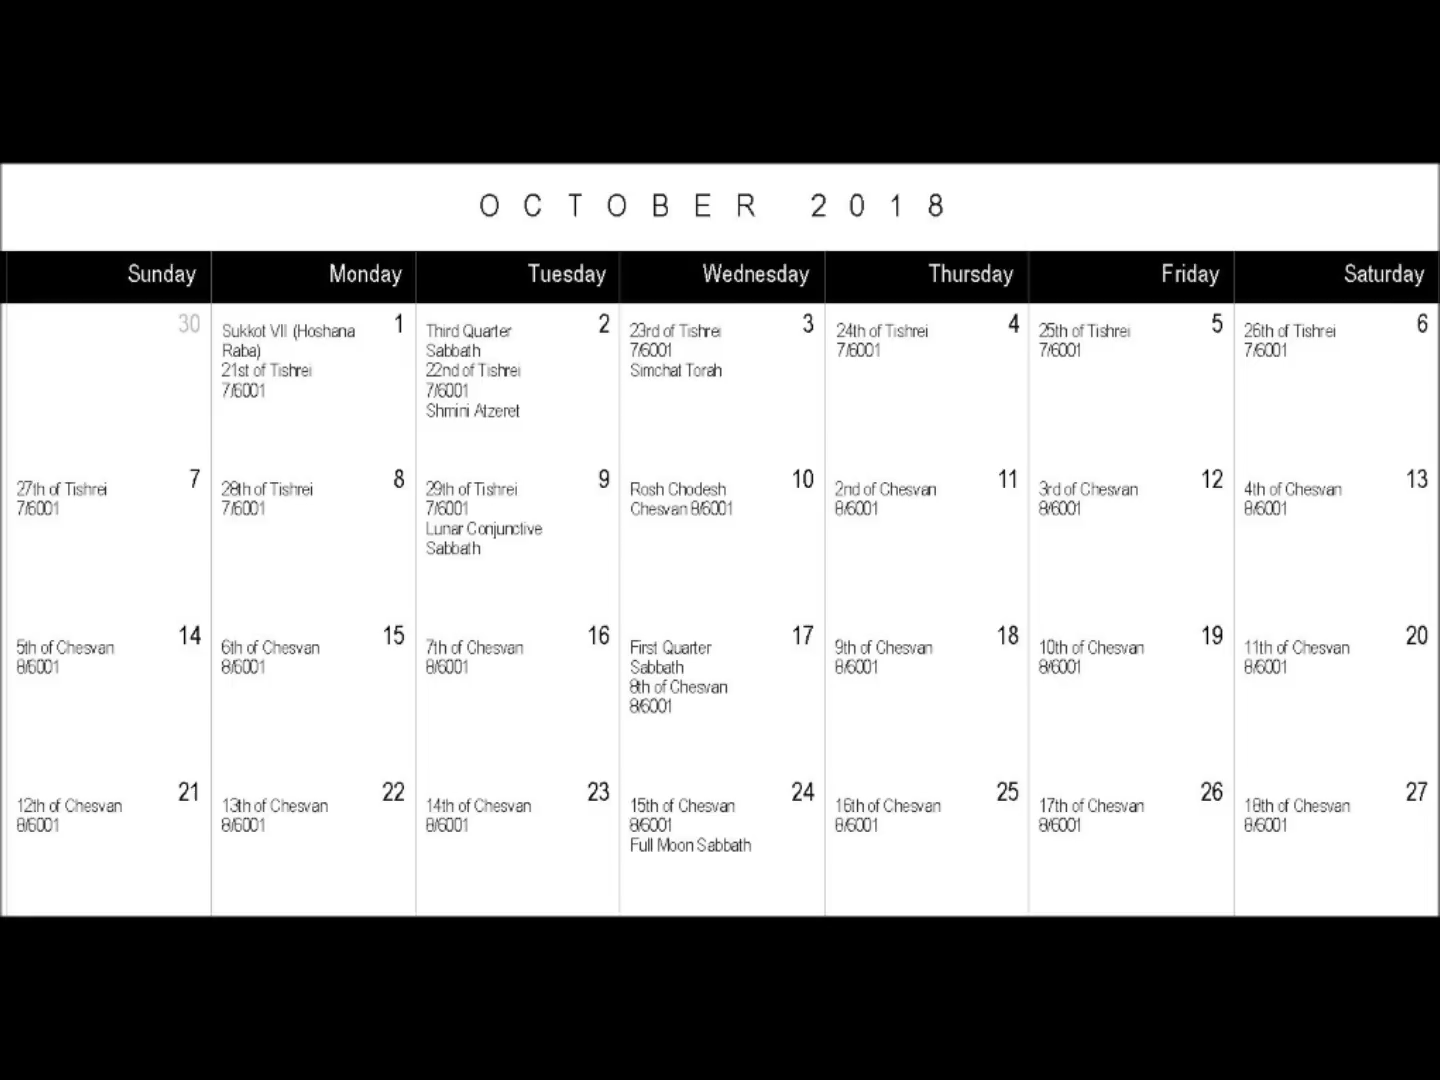 OCTOBER 2018
Sunday Monday Tuesday Wednesday Thursday Friday Saturday
30
Sukkot VII (Hoshana 1
Raba)
21st of Tishrei
7/6001
Third Quarter 2
Sabbath
22nd of Tishrei
7/6001
Shmini Atzeret
23rd of Tishrei 3
7/6001
Simchat Torah
24th of Tishrei 4
7/6001
25th of Tishrei 5
7/6001
26th of Tishrei 6
7/6001
27th of Tishrei 7
7/6001
28th of Tishrei 8
7/6001
29th of Tishrei 9
7/6001
Lunar Conjunctive
Sabbath
Rosh Chodesh 10
Chesvan 8/6001
2nd of Chesvan 11
8/6001
3rd of Chesvan 12
8/6001
4th of Chesvan 13
8/6001
5th of Chesvan 14
8/6001
6th of Chesvan 15
8/6001
7th of Chesvan 16
8/6001
First Quarter 17
Sabbath
8th of Chesvan
8/6001
9th of Chesvan 18
8/6001
10th of Chesvan 19
8/6001
11th of Chesvan 20
8/6001
12th of Chesvan 21
8/6001
13th of Chesvan 22
8/6001
14th of Chesvan 23
8/6001
15th of Chesvan 24
8/6001
Full Moon Sabbath
16th of Chesvan 25
8/6001
17th of Chesvan 26
8/6001
18th of Chesvan 27
8/6001